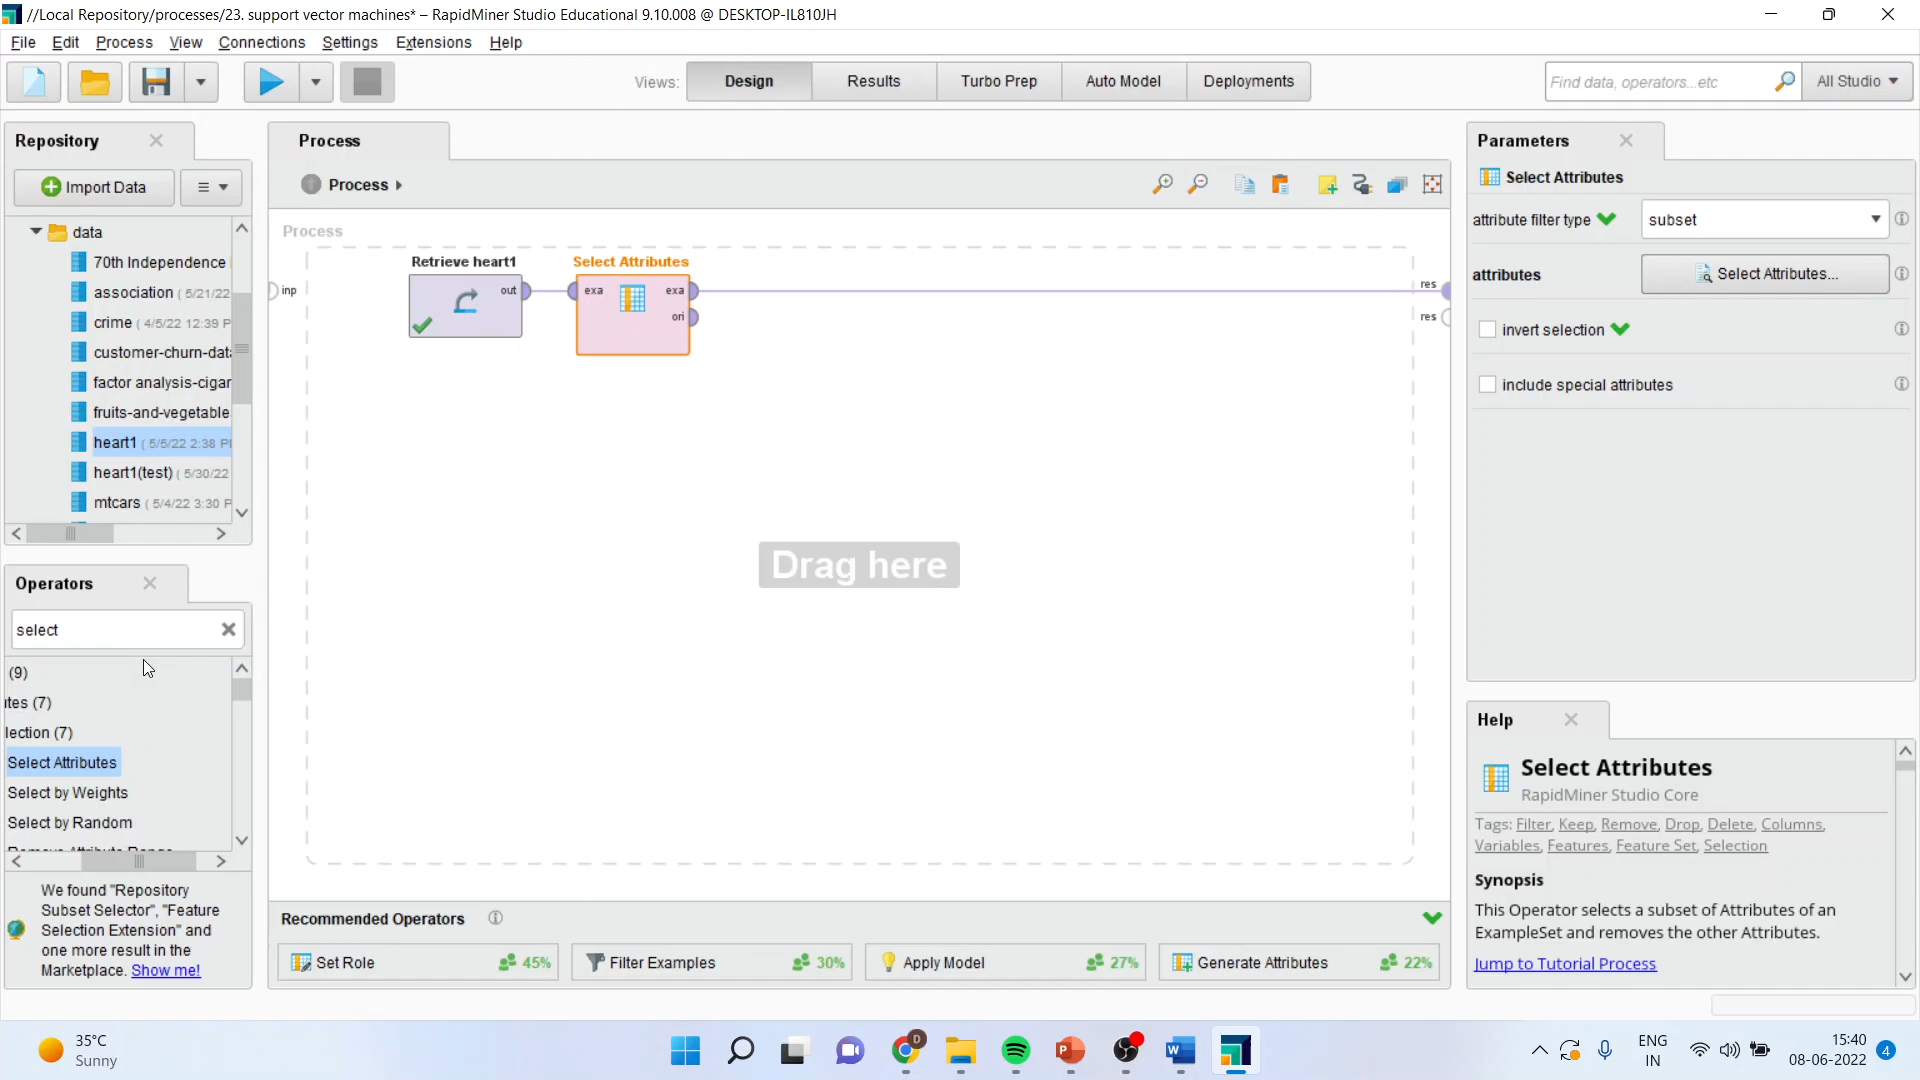 //Local Repository/processes/23. support vector machines* – RapidMiner Studio Educational 9.10.008 @ DESKTOP-IL810JH
File Edit Process View Connections Settings Extensions Help
Views: Design Results Turbo Prep Auto Model Deployments
Find data, operators...etc
All Studio
Repository
Import Data
data
70th Independence
association ( 5/21/22
crime ( 4/5/22 12:39 P
customer-churn-data
factor analysis-cigar
fruits-and-vegetable
heart1 ( 5/5/22 2:38 P
heart1(test) ( 5/30/22
mtcars ( 5/4/22 3:30 P
Operators
select
(9)
ites (7)
lection (7)
Select Attributes
Select by Weights
Select by Random
Remove Attribute Range
We found "Repository
Subset Selector", "Feature
Selection Extension" and
one more result in the
Marketplace. Show me!
Process
Process
Process
Retrieve heart1
Select Attributes
inp
out
exa
exa
ori
res
res
Drag here
Recommended Operators
Set Role 45%
Filter Examples 30%
Apply Model 27%
Generate Attributes 22%
Parameters
Select Attributes
attribute filter type
subset
attributes
Select Attributes...
invert selection
include special attributes
Help
Select Attributes
RapidMiner Studio Core
Tags: Filter, Keep, Remove, Drop, Delete, Columns,
Variables, Features, Feature Set, Selection
Synopsis
This Operator selects a subset of Attributes of an
ExampleSet and removes the other Attributes.
Jump to Tutorial Process
35°C
Sunny
D
P
W
ENG
IN
15:40
08-06-2022
4